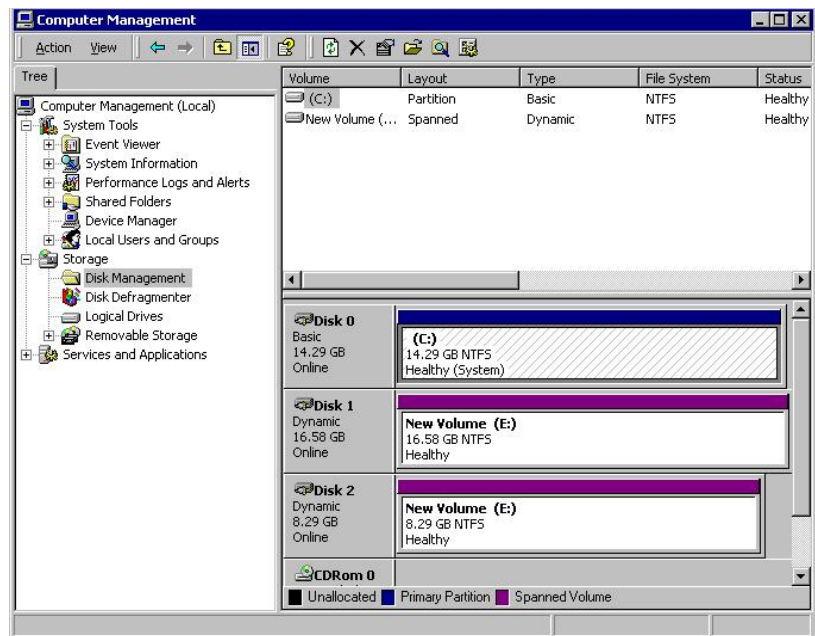 Computer Management
Action View
Tree
Computer Management (Local)
System Tools
Event Viewer
System Information
Performance Logs and Alerts
Shared Folders
Device Manager
Local Users and Groups
Storage
Disk Management
Disk Defragmenter
Logical Drives
Removable Storage
Services and Applications
Volume Layout Type File System Status
(C:) Partition Basic NTFS Healthy
New Volume (... Spanned Dynamic NTFS Healthy
Disk 0
Basic
14.29 GB
Online
(C:)
14.29 GB NTFS
Healthy (System)
Disk 1
Dynamic
16.58 GB
Online
New Volume (E:)
16.58 GB NTFS
Healthy
Disk 2
Dynamic
8.29 GB
Online
New Volume (E:)
8.29 GB NTFS
Healthy
CDRom 0
Unallocated Primary Partition Spanned Volume